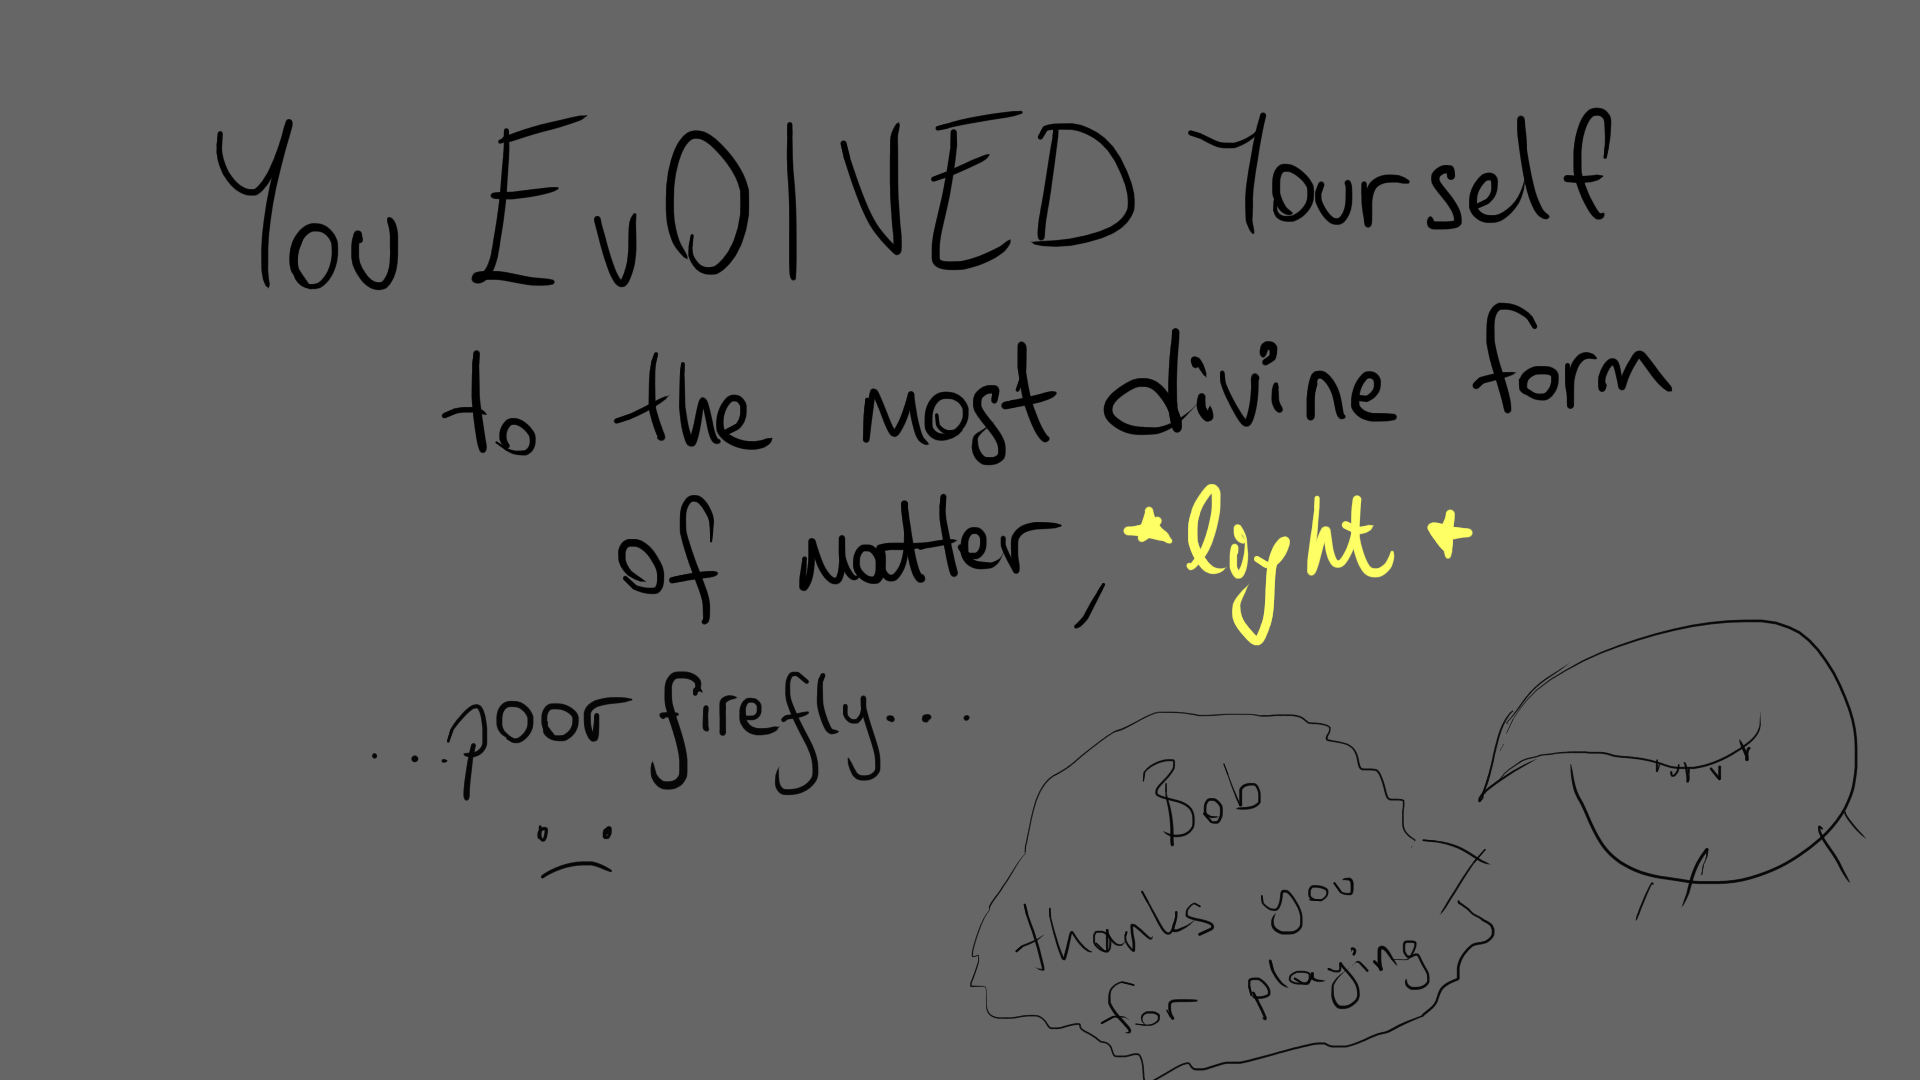 You EvOlVED Yourself
to the most divine form
of matter, *light*
...poor firefly...
:(
Bob
thanks you
for playing